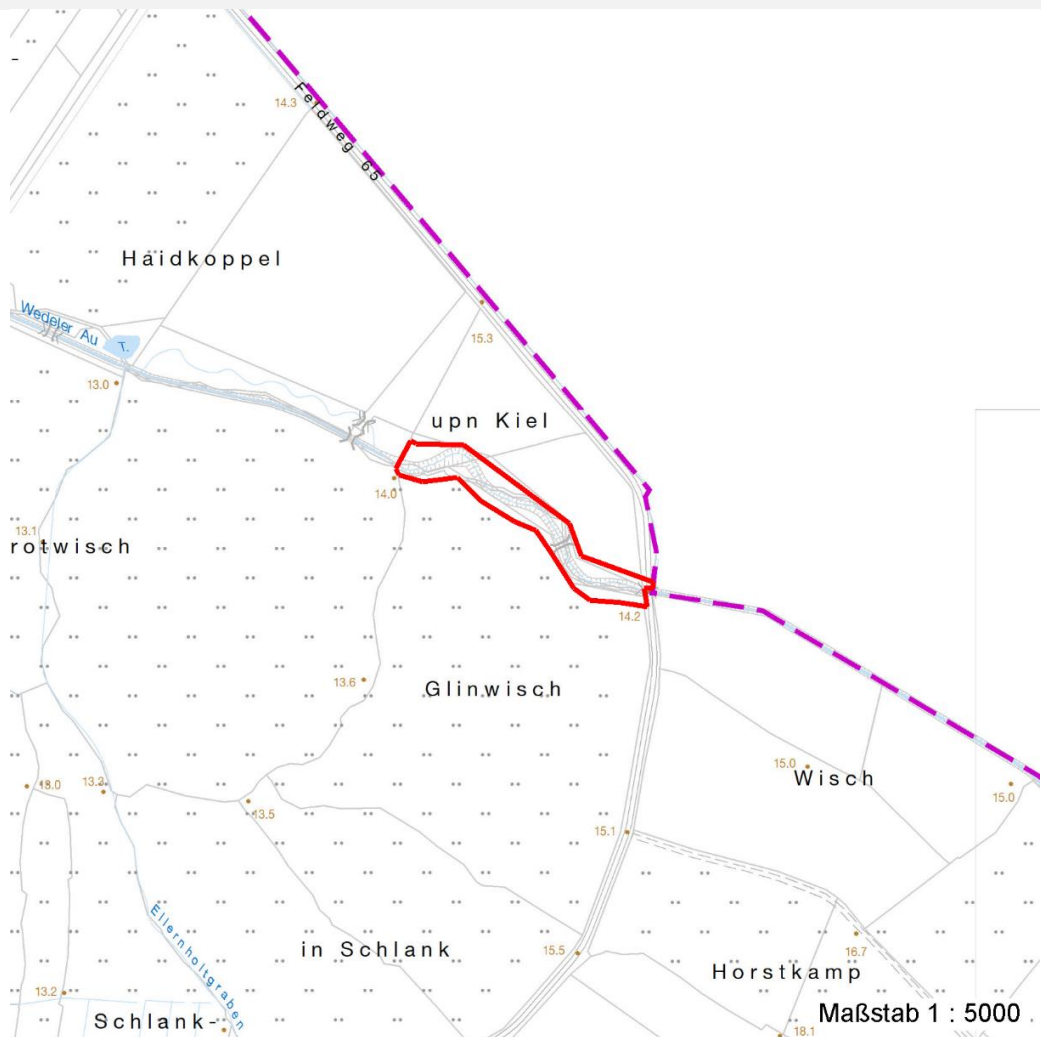 14.3
Feldweg 65
Haidkoppel
Wedeler Au
T.
15.3
13.0
upn Kiel
14.0
13.1
rotwisch
14.2
13.6
Glinwisch
15.0
Wisch
13.0
13.3
15.0
13.5
15.1
Ellernholtgraben
in Schlank
15.5
16.7
Horstkamp
13.2
Schlank-
Maßstab 1 : 5000
18.1